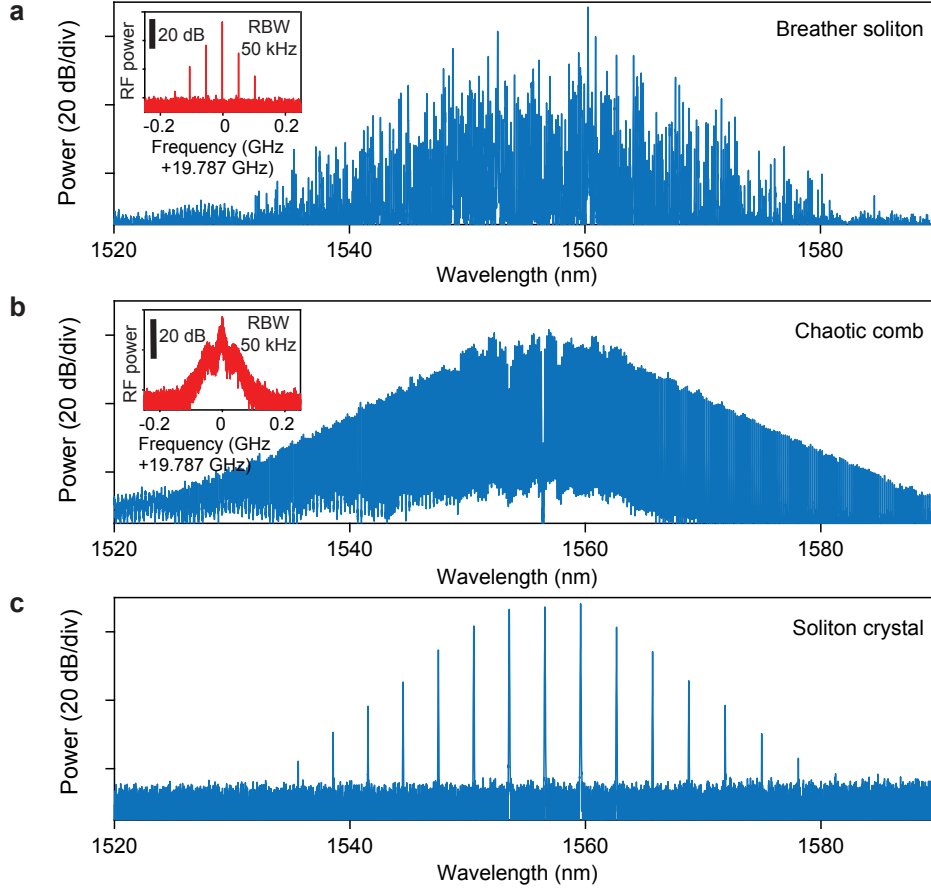 a
Breather soliton
Power (20 dB/div)
RF power
20 dB
RBW
50 kHz
-0.2
0
0.2
Frequency (GHz
+19.787 GHz)
1520
1540
1560
1580
Wavelength (nm)
b
Chaotic comb
Power (20 dB/div)
RF power
20 dB
RBW
50 kHz
-0.2
0
0.2
Frequency (GHz
+19.787 GHz)
1520
1540
1560
1580
Wavelength (nm)
c
Soliton crystal
Power (20 dB/div)
1520
1540
1560
1580
Wavelength (nm)